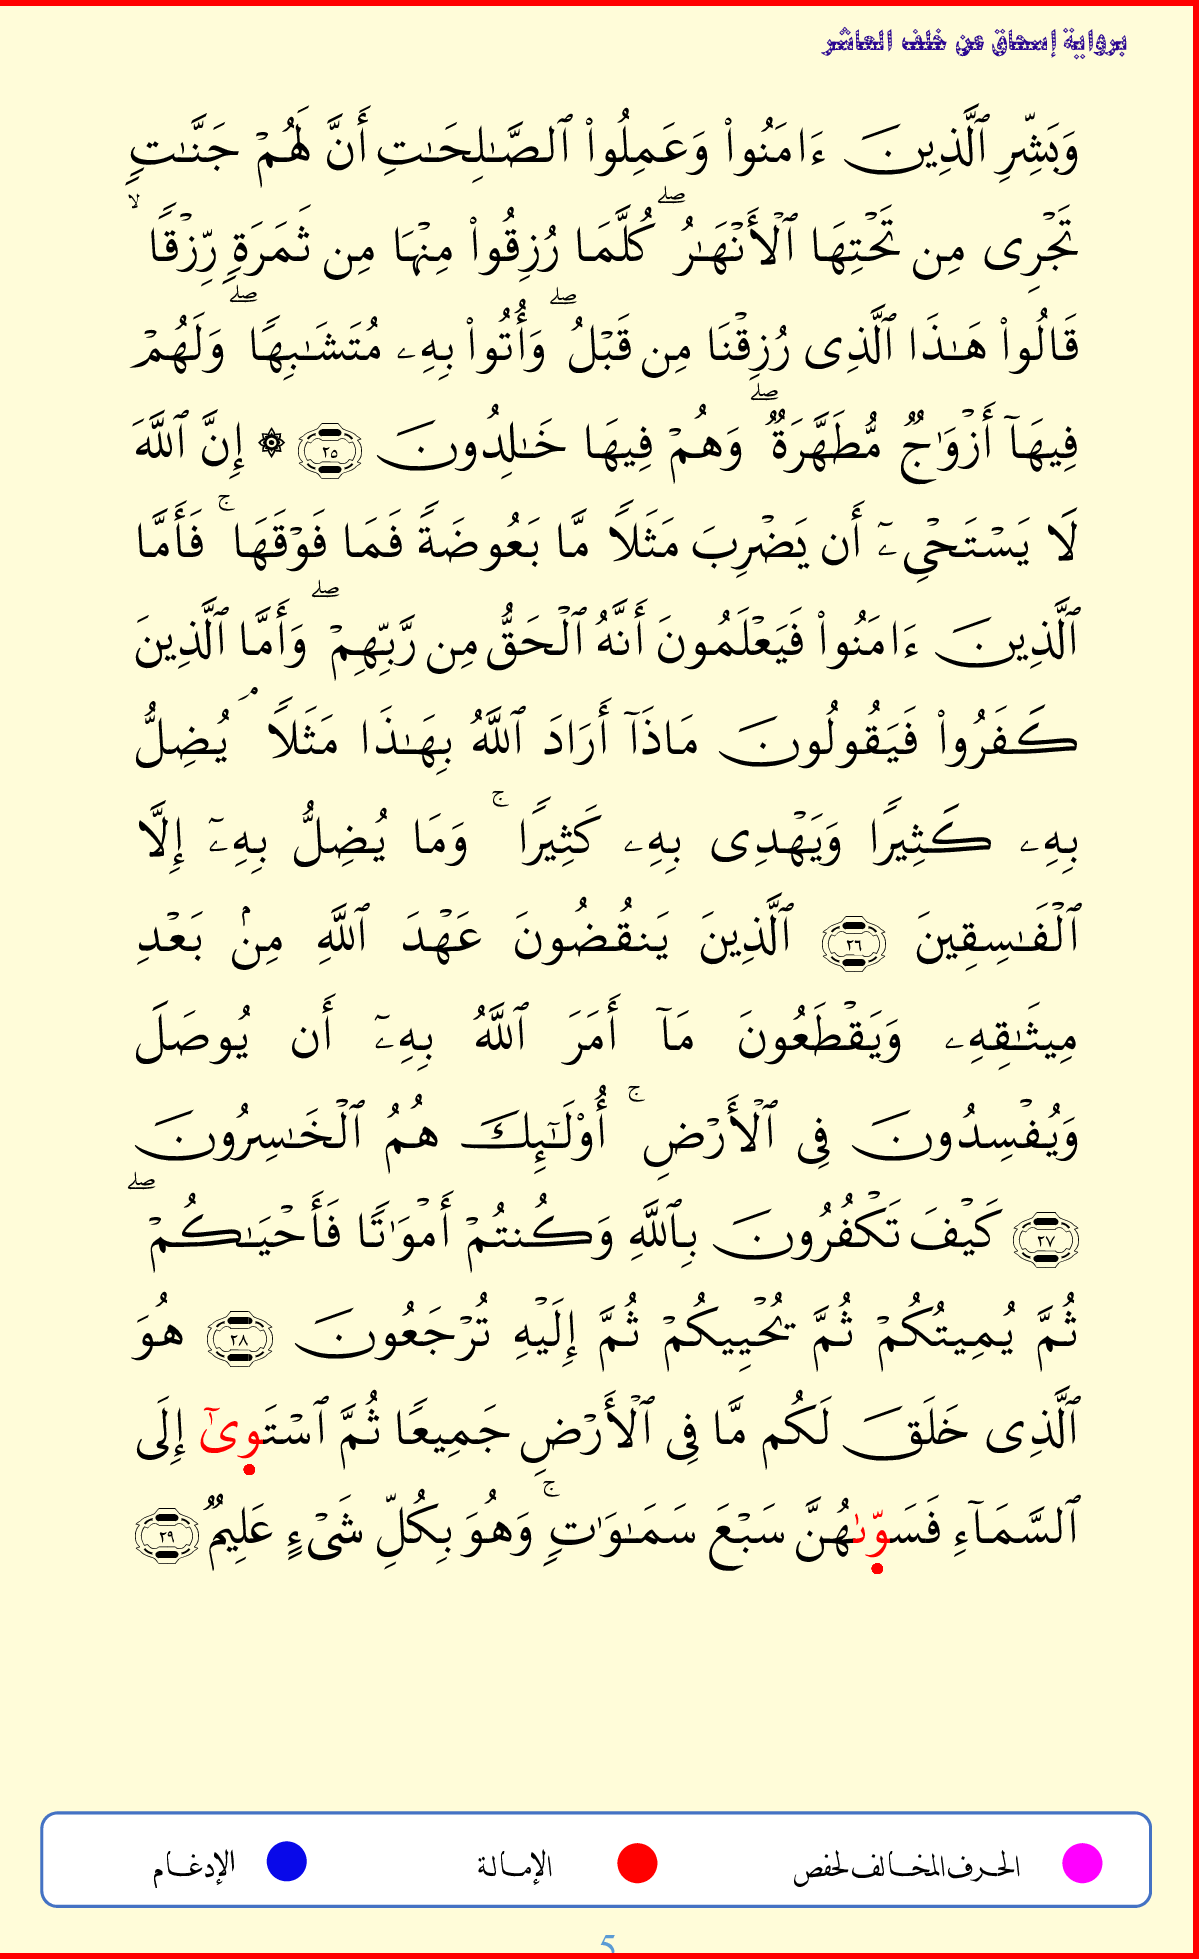 برواية إسحاق عن خلف العاشر
وَبَشِّرِ ٱلَّذِينَ ءَامَنُوا۟ وَعَمِلُوا۟ ٱلصَّـٰلِحَـٰتِ أَنَّ لَهُمْ جَنَّـٰتٍۢ
تَجْرِى مِن تَحْتِهَا ٱلْأَنْهَـٰرُ ۖ كُلَّمَا رُزِقُوا۟ مِنْهَا مِن ثَمَرَةٍۢ رِّزْقًۭا ۙ
قَالُوا۟ هَـٰذَا ٱلَّذِى رُزِقْنَا مِن قَبْلُ ۖ وَأُتُوا۟ بِهِۦ مُتَشَـٰبِهًۭا ۖ وَلَهُمْ
فِيهَآ أَزْوَٰجٌۭ مُّطَهَّرَةٌۭ ۖ وَهُمْ فِيهَا خَـٰلِدُونَ ٢٥ ۞ إِنَّ ٱللَّهَ
لَا يَسْتَحْىِۦٓ أَن يَضْرِبَ مَثَلًۭا مَّا بَعُوضَةًۭ فَمَا فَوْقَهَا ۚ فَأَمَّا
ٱلَّذِينَ ءَامَنُوا۟ فَيَعْلَمُونَ أَنَّهُ ٱلْحَقُّ مِن رَّبِّهِمْ ۖ وَأَمَّا ٱلَّذِينَ
كَفَرُوا۟ فَيَقُولُونَ مَاذَآ أَرَادَ ٱللَّهُ بِهَـٰذَا مَثَلًۭا ۘ يُضِلُّ
بِهِۦ كَثِيرًۭا وَيَهْدِى بِهِۦ كَثِيرًۭا ۚ وَمَا يُضِلُّ بِهِۦٓ إِلَّا
ٱلْفَـٰسِقِينَ ٢٦ ٱلَّذِينَ يَنقُضُونَ عَهْدَ ٱللَّهِ مِنۢ بَعْدِ
مِيثَـٰقِهِۦ وَيَقْطَعُونَ مَآ أَمَرَ ٱللَّهُ بِهِۦٓ أَن يُوصَلَ
وَيُفْسِدُونَ فِى ٱلْأَرْضِ ۚ أُو۟لَـٰٓئِكَ هُمُ ٱلْخَـٰسِرُونَ
٢٧ كَيْفَ تَكْفُرُونَ بِٱللَّهِ وَكُنتُمْ أَمْوَٰتًۭا فَأَحْيَـٰكُمْ ۖ
ثُمَّ يُمِيتُكُمْ ثُمَّ يُحْيِيكُمْ ثُمَّ إِلَيْهِ تُرْجَعُونَ ٢٨ هُوَ
ٱلَّذِى خَلَقَ لَكُم مَّا فِى ٱلْأَرْضِ جَمِيعًۭا ثُمَّ ٱسْتَوٜىٰٓ إِلَى
ٱلسَّمَآءِ فَسَوّٜىٰهُنَّ سَبْعَ سَمَـٰوَٰتٍۢ ۚ وَهُوَ بِكُلِّ شَىْءٍ عَلِيمٌۭ ٢٩
الحرف المخالف لحفص
الإمالة
الإدغام
5